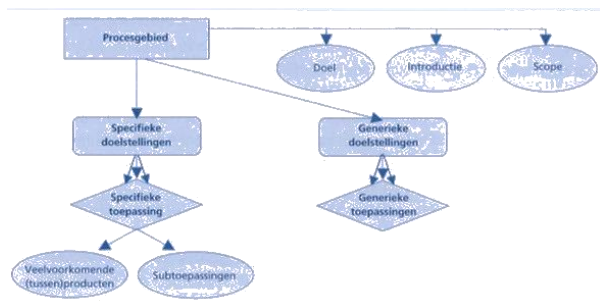 Procesgebied
Doel
Introductie
Scope
Specifieke
doelstellingen
Generieke
doelstellingen
Specifieke
toepassing
Generieke
toepassingen
Veelvoorkomende
(tussen)producten
Subtoepassingen